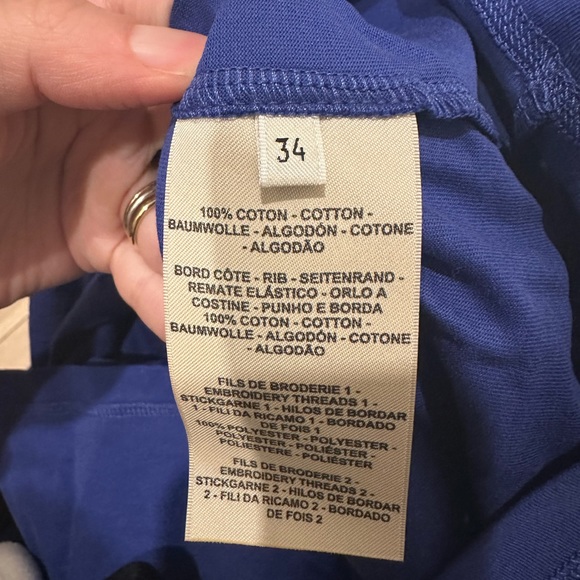 34
100% COTON - COTTON -
BAUMWOLLE - ALGODÓN - COTONE
- ALGODÃO
BORD CÔTE - RIB - SEITENRAND -
REMATE ELÁSTICO - ORLO A
COSTINE - PUNHO E BORDA
100% COTON - COTTON -
BAUMWOLLE - ALGODÓN - COTONE
- ALGODÃO
FILS DE BRODERIE 1 -
EMBROIDERY THREADS 1 -
STICKGARNE 1 - HILOS DE BORDAR
1 - FILI DA RICAMO 1 - BORDADO
DE FOIS 1
100% POLYESTER - POLYESTER -
POLYESTER - POLIÉSTER -
POLIESTERE - POLIÉSTER
FILS DE BRODERIE 2 -
EMBROIDERY THREADS 2 -
STICKGARNE 2 - HILOS DE BORDAR
2 - FILI DA RICAMO 2 - BORDADO
DE FOIS 2